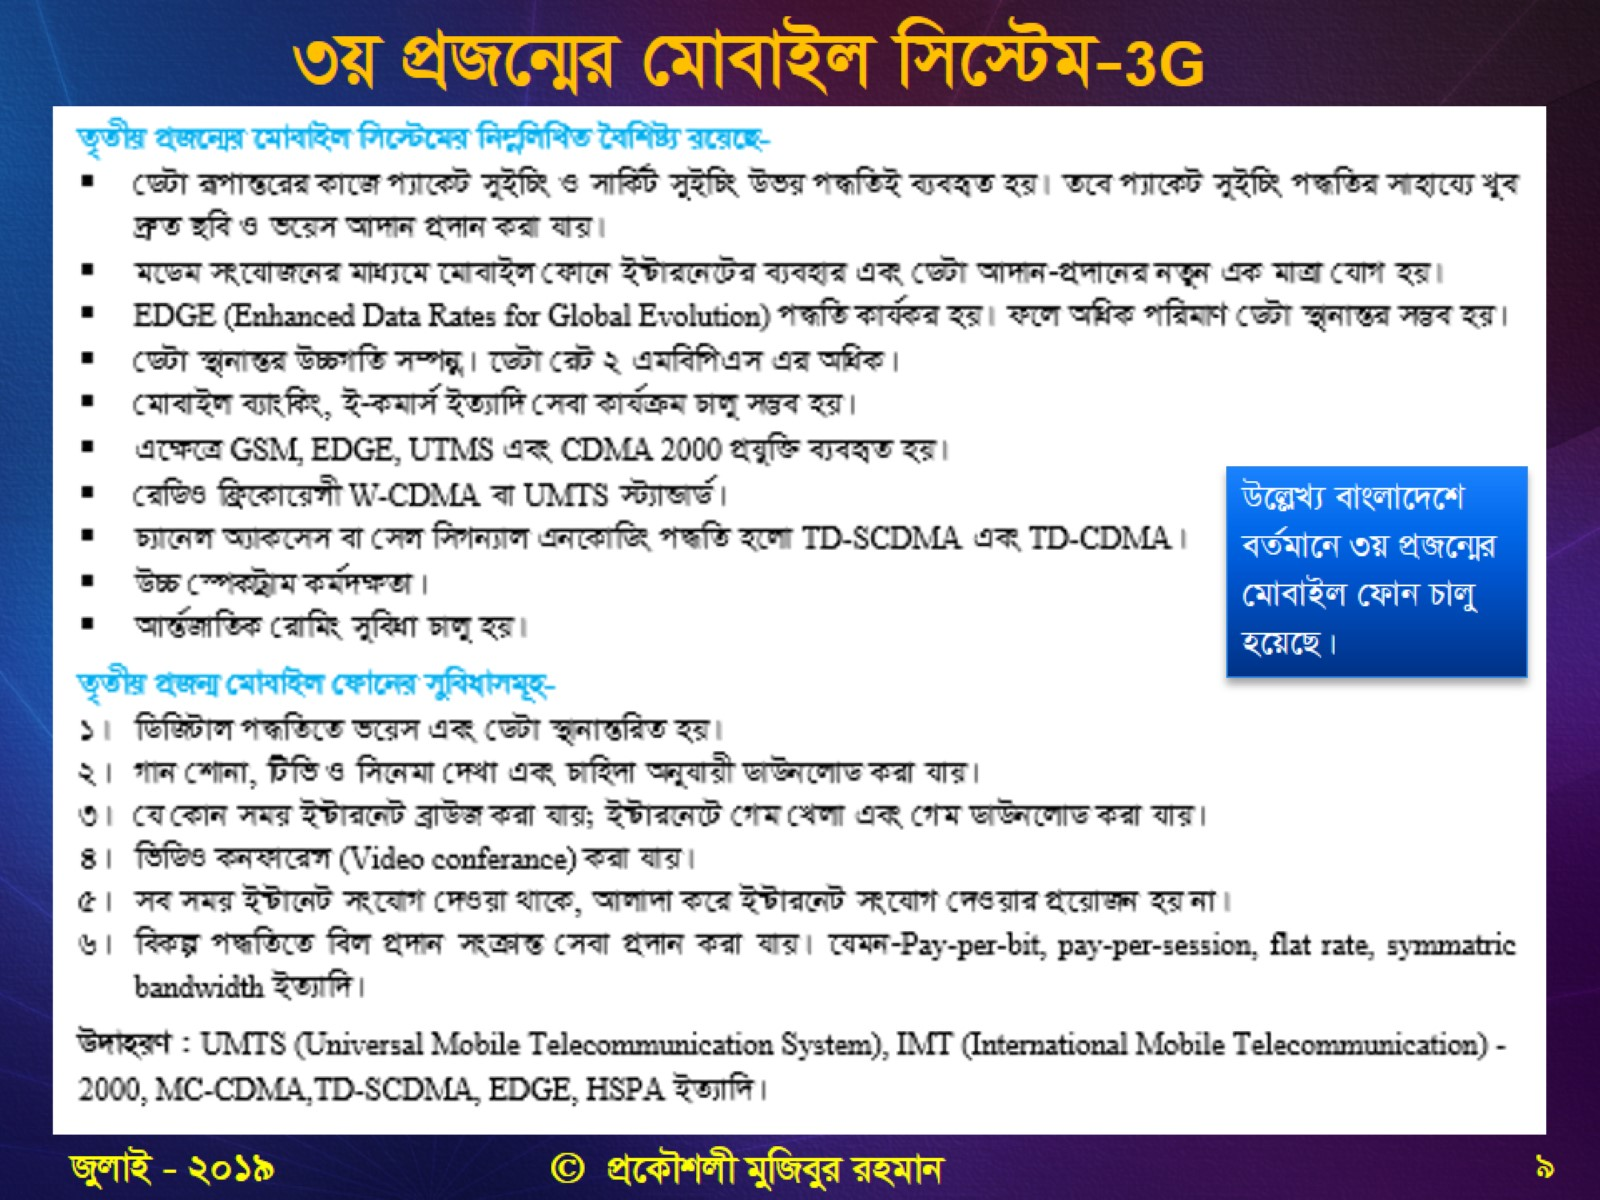 ৩য় প্রজন্মের মোবাইল সিস্টেম-3G
তৃতীয় প্রজন্মের মোবাইল সিস্টেমের নিম্নলিখিত বৈশিষ্ট্য রয়েছে-
▪ ডেটা রূপান্তরের কাজে প্যাকেট সুইচিং ও সার্কিট সুইচিং উভয় পদ্ধতিই ব্যবহৃত হয়। তবে প্যাকেট সুইচিং পদ্ধতির সাহায্যে খুব
দ্রুত ছবি ও ভয়েস আদান প্রদান করা যায়।
▪ মডেম সংযোজনের মাধ্যমে মোবাইল ফোনে ইন্টারনেটের ব্যবহার এবং ডেটা আদান-প্রদানের নতুন এক মাত্রা যোগ হয়।
▪ EDGE (Enhanced Data Rates for Global Evolution) পদ্ধতি কার্যকর হয়। ফলে অধিক পরিমাণ ডেটা স্থানান্তর সম্ভব হয়।
▪ ডেটা স্থানান্তর উচ্চগতি সম্পন্ন। ডেটা রেট ২ এমবিপিএস এর অধিক।
▪ মোবাইল ব্যাংকিং, ই-কমার্স ইত্যাদি সেবা কার্যক্রম চালু সম্ভব হয়।
▪ এক্ষেত্রে GSM, EDGE, UTMS এবং CDMA 2000 প্রযুক্তি ব্যবহৃত হয়।
▪ রেডিও ফ্রিকোয়েন্সী W-CDMA বা UMTS স্ট্যান্ডার্ড।
▪ চ্যানেল অ্যাকসেস বা সেল সিগন্যাল এনকোডিং পদ্ধতি হলো TD-SCDMA এবং TD-CDMA।
▪ উচ্চ স্পেকট্রাম কর্মদক্ষতা।
▪ আর্ন্তজাতিক রোমিং সুবিধা চালু হয়।
উল্লেখ্য বাংলাদেশে
বর্তমানে ৩য় প্রজন্মের
মোবাইল ফোন চালু
হয়েছে।
তৃতীয় প্রজন্ম মোবাইল ফোনের সুবিধাসমূহ-
১। ডিজিটাল পদ্ধতিতে ভয়েস এবং ডেটা স্থানান্তরিত হয়।
২। গান শোনা, টিভি ও সিনেমা দেখা এবং চাহিদা অনুযায়ী ডাউনলোড করা যায়।
৩। যে কোন সময় ইন্টারনেট ব্রাউজ করা যায়; ইন্টারনেটে গেম খেলা এবং গেম ডাউনলোড করা যায়।
৪। ভিডিও কনফারেন্স (Video conferance) করা যায়।
৫। সব সময় ইন্টানেট সংযোগ দেওয়া থাকে, আলাদা করে ইন্টারনেট সংযোগ দেওয়ার প্রয়োজন হয় না।
৬। বিকল্প পদ্ধতিতে বিল প্রদান সংক্রান্ত সেবা প্রদান করা যায়। যেমন-Pay-per-bit, pay-per-session, flat rate, symmatric
bandwidth ইত্যাদি।
উদাহরণ : UMTS (Universal Mobile Telecommunication System), IMT (International Mobile Telecommunication) -
2000, MC-CDMA,TD-SCDMA, EDGE, HSPA ইত্যাদি।
জুলাই - ২০১৯
© প্রকৌশলী মুজিবুর রহমান
৯